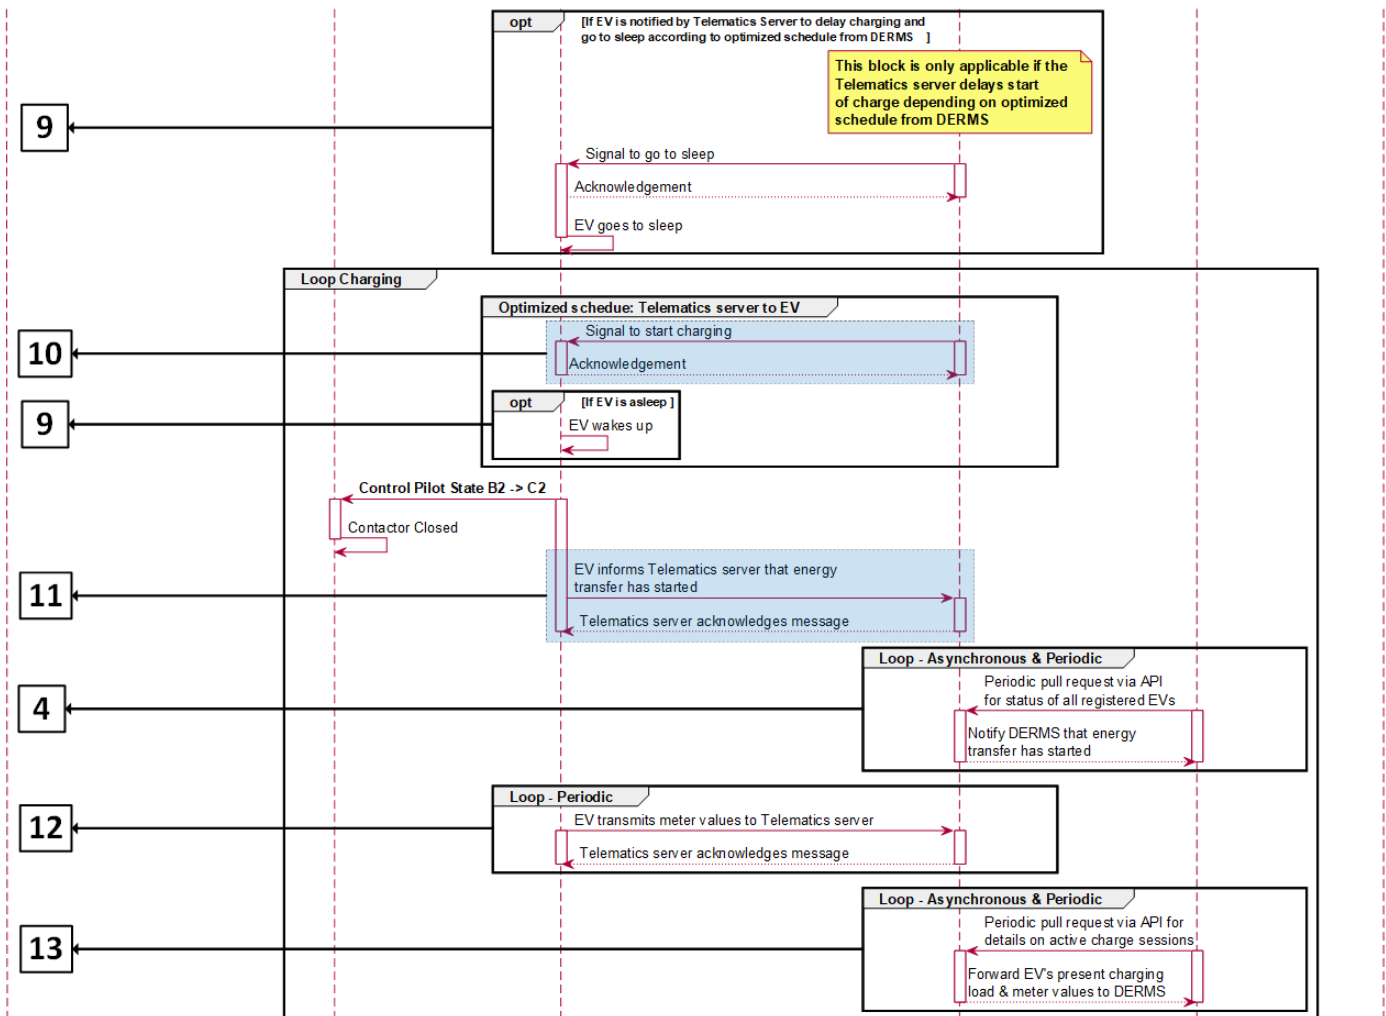 opt
[If EV is notified by Telematics Server to delay charging and
go to sleep according to optimized schedule from DERMS ]
This block is only applicable if the
Telematics server delays start
of charge depending on optimized
schedule from DERMS
9
Signal to go to sleep
Acknowledgement
EV goes to sleep
Loop Charging
Optimized schedue: Telematics server to EV
Signal to start charging
10
Acknowledgement
opt
[If EV is asleep ]
9
EV wakes up
Control Pilot State B2 -> C2
Contactor Closed
EV informs Telematics server that energy
transfer has started
11
Telematics server acknowledges message
Loop - Asynchronous & Periodic
Periodic pull request via API
for status of all registered EVs
4
Notify DERMS that energy
transfer has started
Loop - Periodic
EV transmits meter values to Telematics server
12
Telematics server acknowledges message
Loop - Asynchronous & Periodic
Periodic pull request via API for
details on active charge sessions
13
Forward EV's present charging
load & meter values to DERMS